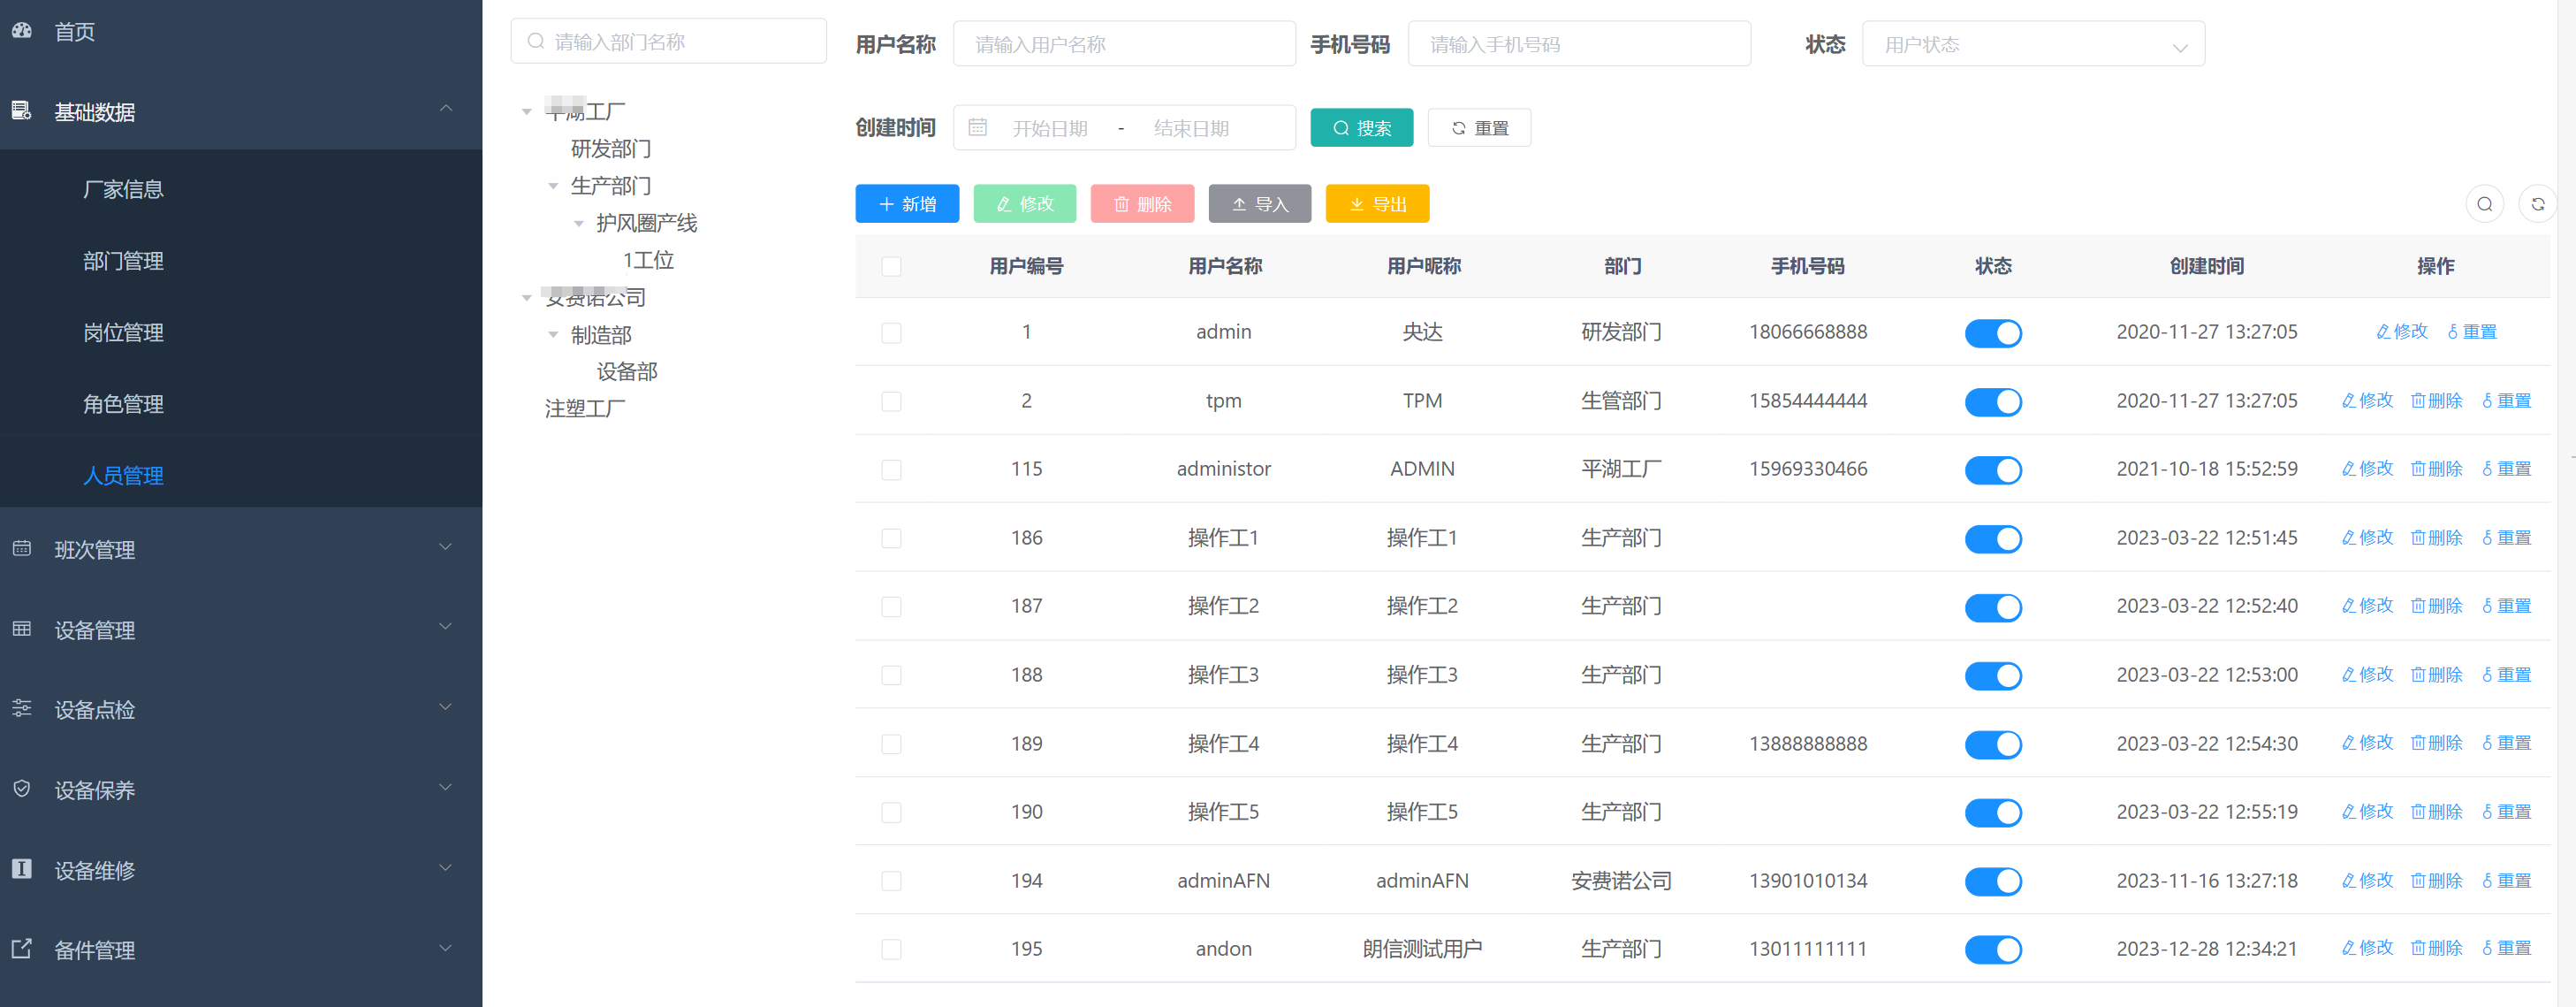 首页
基础数据
厂家信息
部门管理
岗位管理
角色管理
人员管理
班次管理
设备管理
设备点检
设备保养
设备维修
备件管理
请输入部门名称
平湖工厂
研发部门
生产部门
护风圈产线
1工位
安费诺公司
制造部
设备部
注塑工厂
用户名称 请输入用户名称 手机号码 请输入手机号码 状态 用户状态
创建时间 开始日期 - 结束日期 搜索 重置
新增 修改 删除 导入 导出
用户编号 用户名称 用户昵称 部门 手机号码 状态 创建时间 操作
1 admin 央达 研发部门 18066668888 2020-11-27 13:27:05 修改 重置
2 tpm TPM 生管部门 15854444444 2020-11-27 13:27:05 修改 删除 重置
115 administor ADMIN 平湖工厂 15969330466 2021-10-18 15:52:59 修改 删除 重置
186 操作工1 操作工1 生产部门 2023-03-22 12:51:45 修改 删除 重置
187 操作工2 操作工2 生产部门 2023-03-22 12:52:40 修改 删除 重置
188 操作工3 操作工3 生产部门 2023-03-22 12:53:00 修改 删除 重置
189 操作工4 操作工4 生产部门 13888888888 2023-03-22 12:54:30 修改 删除 重置
190 操作工5 操作工5 生产部门 2023-03-22 12:55:19 修改 删除 重置
194 adminAFN adminAFN 安费诺公司 13901010134 2023-11-16 13:27:18 修改 删除 重置
195 andon 朗信测试用户 生产部门 13011111111 2023-12-28 12:34:21 修改 删除 重置